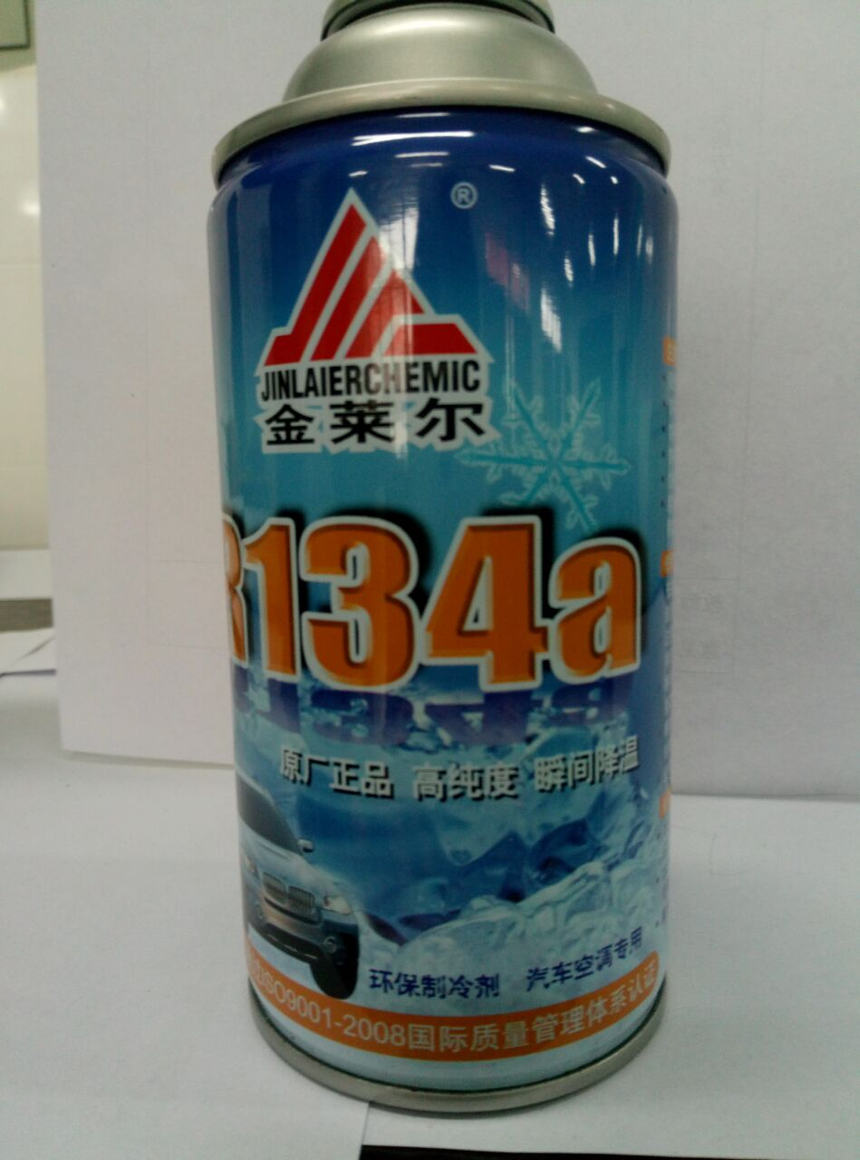 ®
JINLAIERCHEMIC
金莱尔
R134a
原厂正品 高纯度 瞬间降温
环保制冷剂 汽车空调专用
ISO9001-2008国际质量管理体系认证